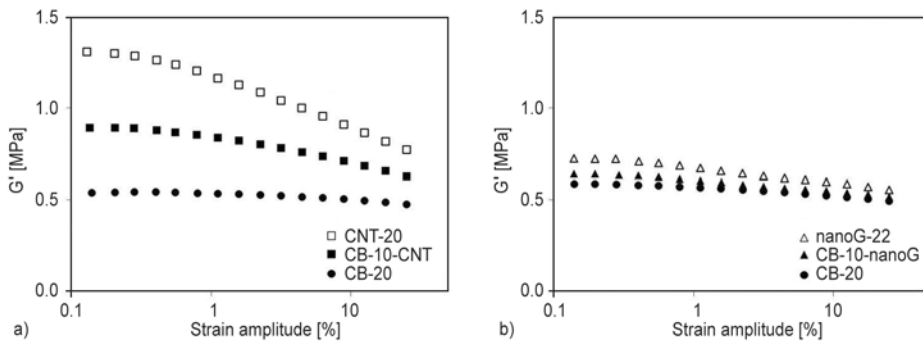 1.5
1.0
0.5
0.0
G' [MPa]
□ CNT-20
■ CB-10-CNT
● CB-20
0.1 1 10
Strain amplitude [%]
a)
1.5
1.0
0.5
0.0
G' [MPa]
△ nanoG-22
▲ CB-10-nanoG
● CB-20
0.1 1 10
Strain amplitude [%]
b)